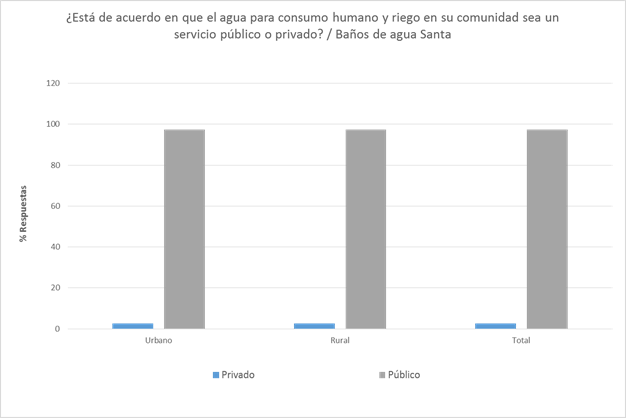 ¿Está de acuerdo en que el agua para consumo humano y riego en su comunidad sea un
servicio público o privado? / Baños de agua Santa
120
100
80
60
40
20
0
% Respuestas
Urbano Rural Total
Privado Público